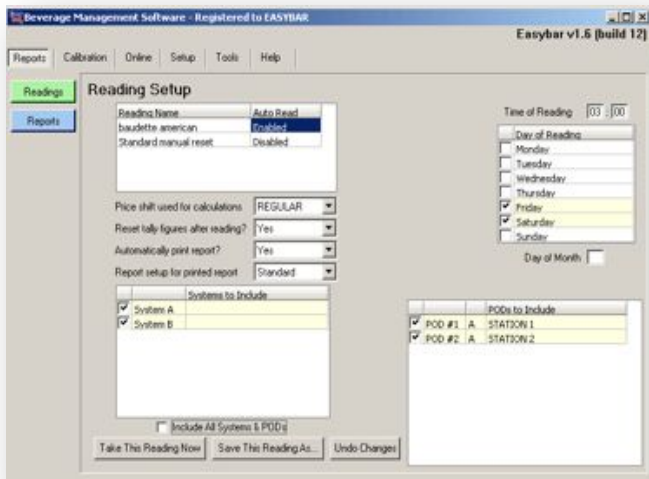 Beverage Management Software - Registered to EASYBAR
Easybar v1.6 (build 12)
Reports Calibration Online Setup Tools Help
Readings
Reports
Reading Setup
Reading Name Auto Read
baudette american Enabled
Standard manual reset Disabled
Time of Reading 03 : 00
Day of Reading
Monday
Tuesday
Wednesday
Thursday
Friday
Saturday
Sunday
Day of Month
Price shift used for calculations REGULAR
Reset tally figures after reading? Yes
Automatically print report? Yes
Report setup for printed report Standard
Systems to Include
System A
System B
PODs to Include
POD #1 A STATION 1
POD #2 A STATION 2
Include All Systems & PODs
Take This Reading Now Save This Reading As... Undo Changes